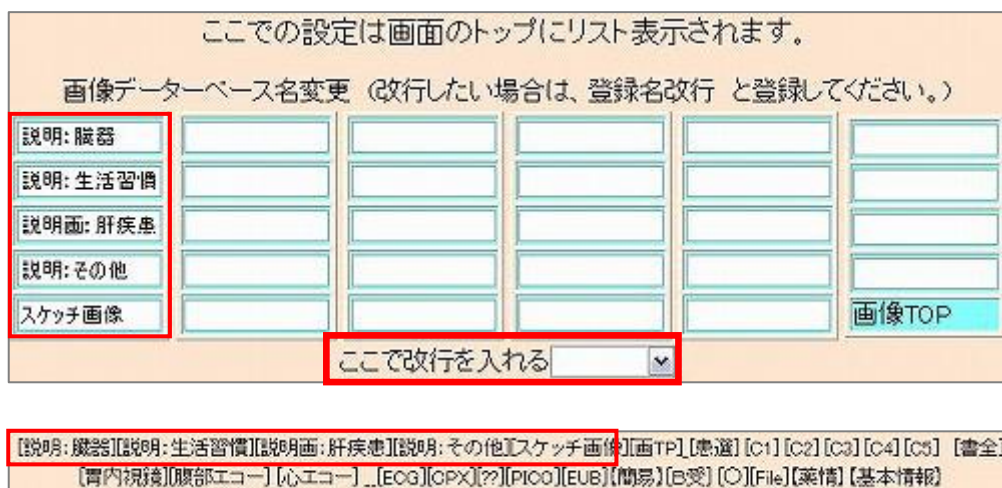 ここでの設定は画面のトップにリスト表示されます。
画像データーベース名変更 (改行したい場合は、登録名改行 と登録してください。)
説明:臓器
説明:生活習慣
説明画:肝疾患
説明:その他
スケッチ画像
画像TOP
ここで改行を入れる
[説明:臓器][説明:生活習慣][説明画:肝疾患][説明:その他][スケッチ画像][画TP]_[患選] [C1] [C2] [C3] [C4] [C5] [書全]
[胃内視鏡][腹部エコー] [心エコー] _[ECG][CPX][??][PICO][EUB]【簡易】[B受] [〇][File]【薬情】【基本情報】